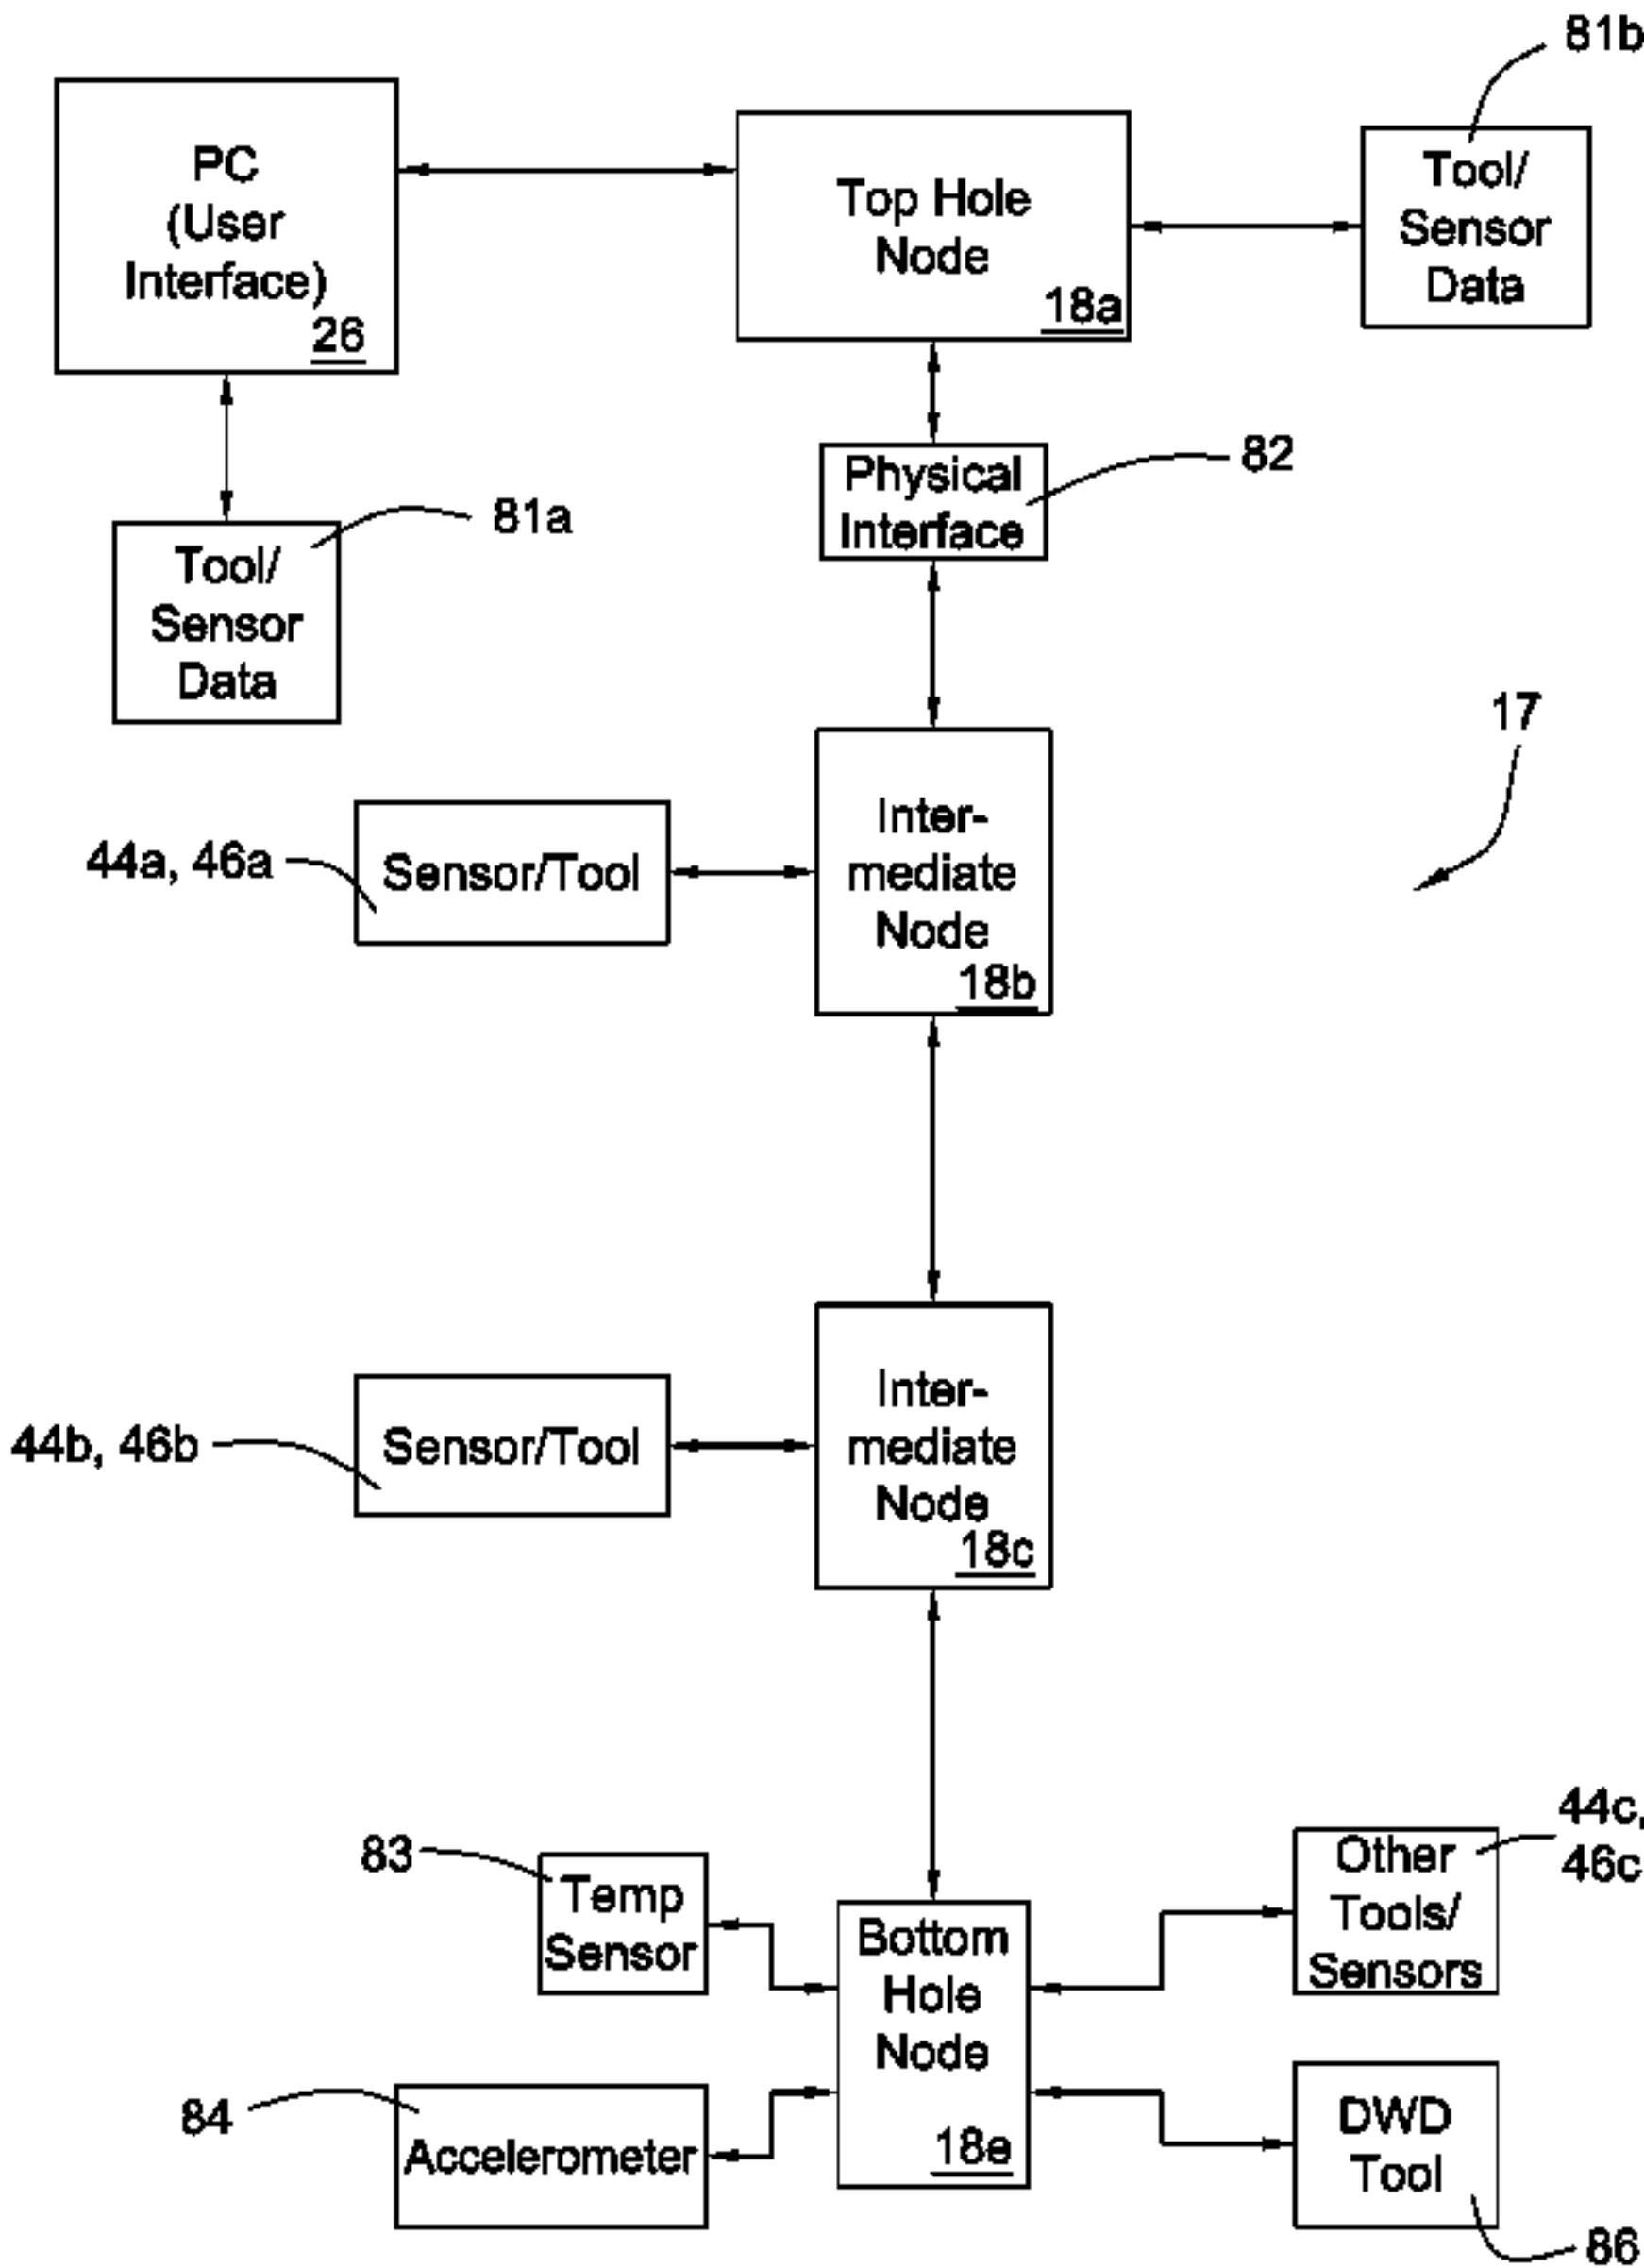 81b
PC
(User
Interface)
26
Top Hole
Node
18a
Tool/
Sensor
Data
Physical
Interface
82
81a
Tool/
Sensor
Data
17
44a, 46a
Sensor/Tool
Inter-
mediate
Node
18b
44b, 46b
Sensor/Tool
Inter-
mediate
Node
18c
83
Temp
Sensor
Bottom
Hole
Node
18e
Other
Tools/
Sensors
44c,
46c
84
Accelerometer
DWD
Tool
86